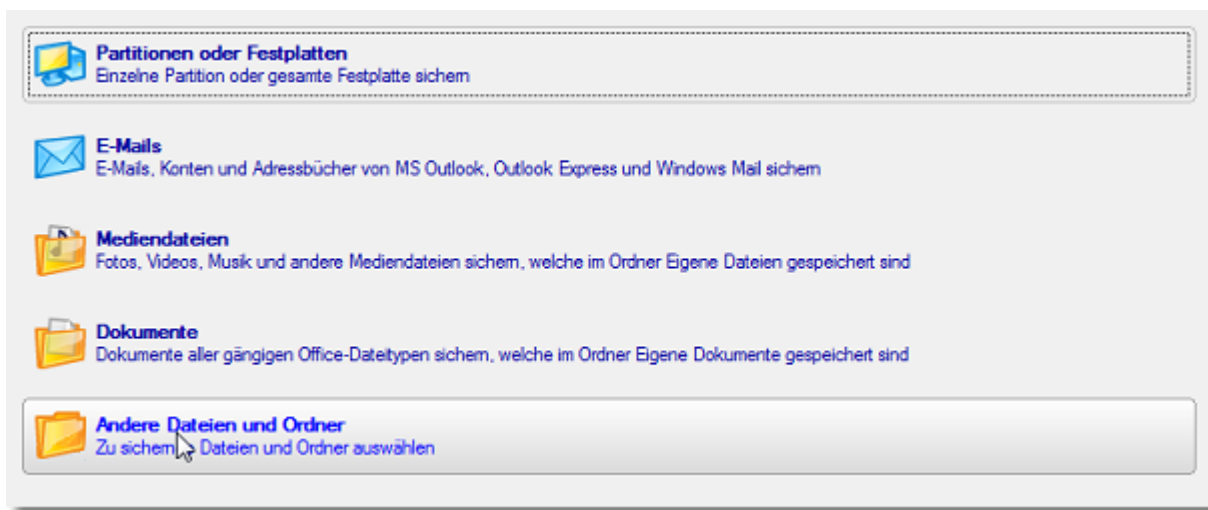 Partitionen oder Festplatten
Einzelne Partition oder gesamte Festplatte sichern
E-Mails
E-Mails, Konten und Adressbücher von MS Outlook, Outlook Express und Windows Mail sichern
Mediendateien
Fotos, Videos, Musik und andere Mediendateien sichern, welche im Ordner Eigene Dateien gespeichert sind
Dokumente
Dokumente aller gängigen Office-Dateitypen sichern, welche im Ordner Eigene Dokumente gespeichert sind
Andere Dateien und Ordner
Zu sichernde Dateien und Ordner auswählen